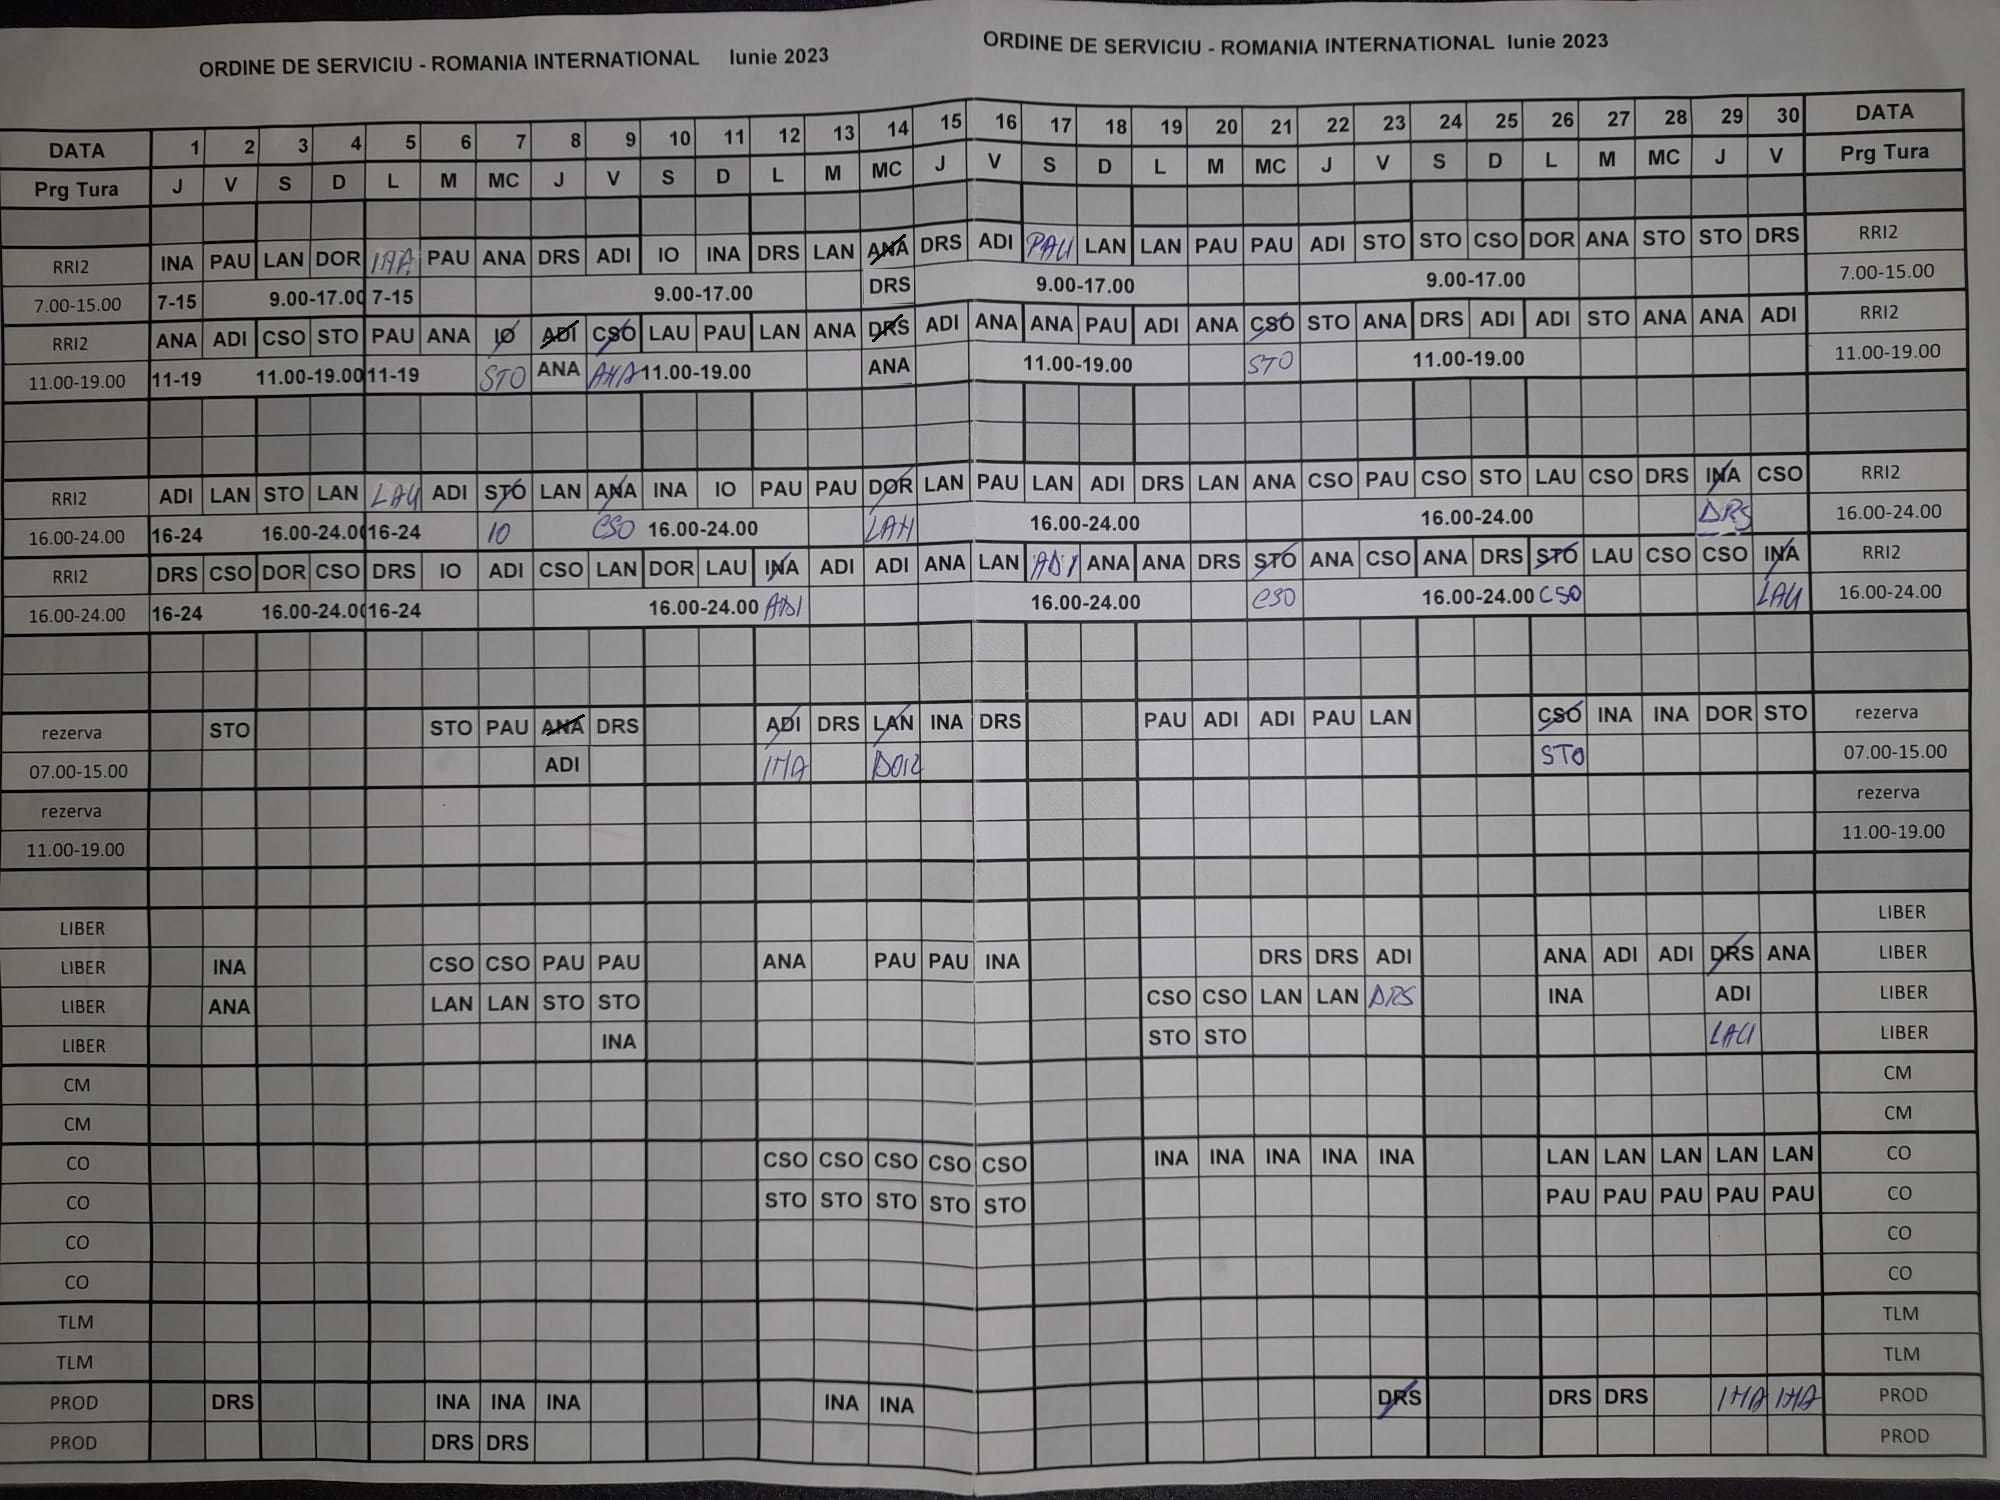 ORDINE DE SERVICIU - ROMANIA INTERNATIONAL Iunie 2023 ORDINE DE SERVICIU - ROMANIA INTERNATIONAL Iunie 2023
DATA 1 2 3 4 5 6 7 8 9 10 11 12 13 14 15 16 17 18 19 20 21 22 23 24 25 26 27 28 29 30 DATA
Prg Tura J V S D L M MC J V S D L M MC J V S D L M MC J V S D L M MC J V Prg Tura
RRI2 INA PAU LAN DOR INA PAU ANA DRS ADI IO INA DRS LAN ANA DRS ADI PAU LAN LAN PAU PAU ADI STO STO CSO DOR ANA STO STO DRS RRI2
7.00-15.00 7-15 9.00-17.00 7-15 9.00-17.00 DRS 9.00-17.00 9.00-17.00 7.00-15.00
RRI2 ANA ADI CSO STO PAU ANA IO ADI CSO LAU PAU LAN ANA DRS ADI ANA ANA PAU ADI ANA CSO STO ANA DRS ADI ADI STO ANA ANA ADI RRI2
11.00-19.00 11-19 11.00-19.00 11-19 STO ANA ANA 11.00-19.00 ANA 11.00-19.00 STO 11.00-19.00 11.00-19.00
RRI2 ADI LAN STO LAN LAU ADI STO LAN ANA INA IO PAU PAU DOR LAN PAU LAN ADI DRS LAN ANA CSO PAU CSO STO LAU CSO DRS INA CSO RRI2
16.00-24.00 16-24 16.00-24.00 16-24 IO CSO 16.00-24.00 LAN 16.00-24.00 16.00-24.00 DRS 16.00-24.00
RRI2 DRS CSO DOR CSO DRS IO ADI CSO LAN DOR LAU INA ADI ADI ANA LAN ADI ANA ANA DRS STO ANA CSO ANA DRS STO LAU CSO CSO INA RRI2
16.00-24.00 16-24 16.00-24.00 16-24 16.00-24.00 ADI 16.00-24.00 CSO 16.00-24.00 CSO LAU 16.00-24.00
rezerva STO STO PAU ANA DRS ADI DRS LAN INA DRS PAU ADI ADI PAU LAN CSO INA INA DOR STO rezerva
07.00-15.00 ADI INA DOR STO 07.00-15.00
rezerva rezerva
11.00-19.00 11.00-19.00
LIBER LIBER
LIBER INA CSO CSO PAU PAU ANA PAU PAU INA DRS DRS ADI ANA ADI ADI DRS ANA LIBER
LIBER ANA LAN LAN STO STO CSO CSO LAN LAN DRS INA ADI LIBER
LIBER INA STO STO LAU LIBER
CM CM
CM CM
CO CSO CSO CSO CSO CSO INA INA INA INA INA LAN LAN LAN LAN LAN CO
CO STO STO STO STO STO PAU PAU PAU PAU PAU CO
CO CO
CO CO
TLM TLM
TLM TLM
PROD DRS INA INA INA INA INA DRS DRS DRS INA INA PROD
PROD DRS DRS PROD